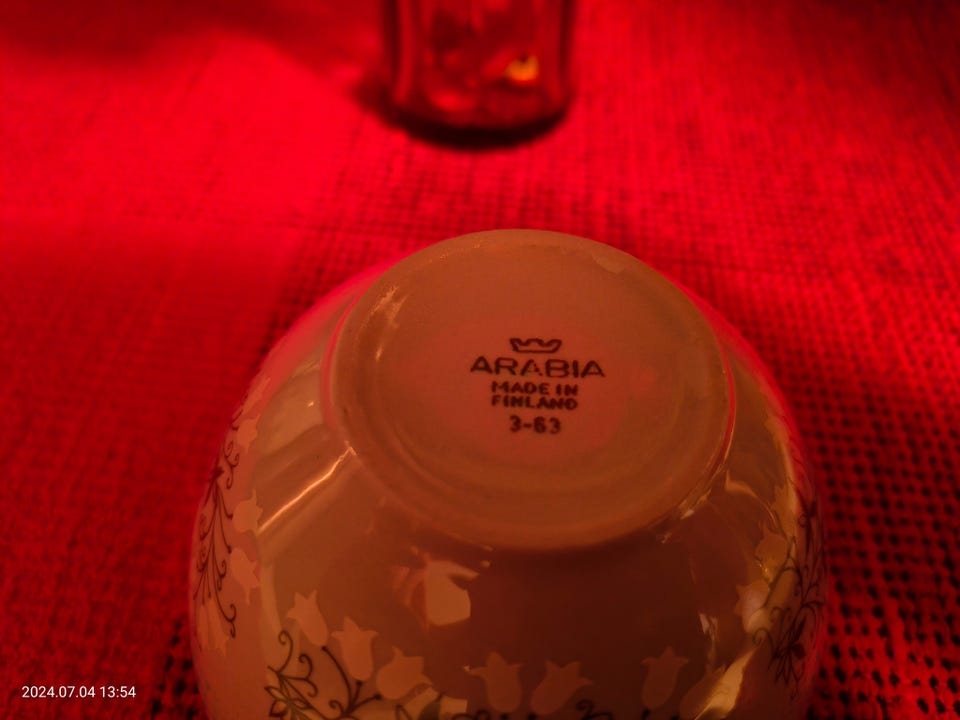 ARABIA
MADE IN
FINLAND
3-63
2024.07.04 13:54